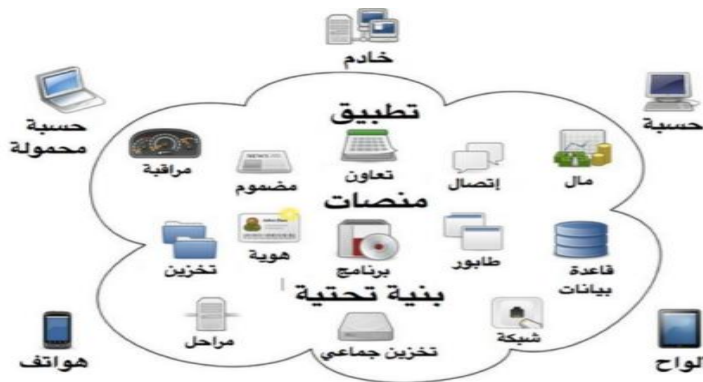 خادم
حسبة
حسبة
محمولة
تطبيق
مال
إتصال
تعاون
مضموم
مراقبة
منصات
قاعدة
بيانات
طابور
برنامج
هوية
تخزين
بنية تحتية
شبكة
تخزين جماعي
مراحل
لواح
هواتف
NEWS